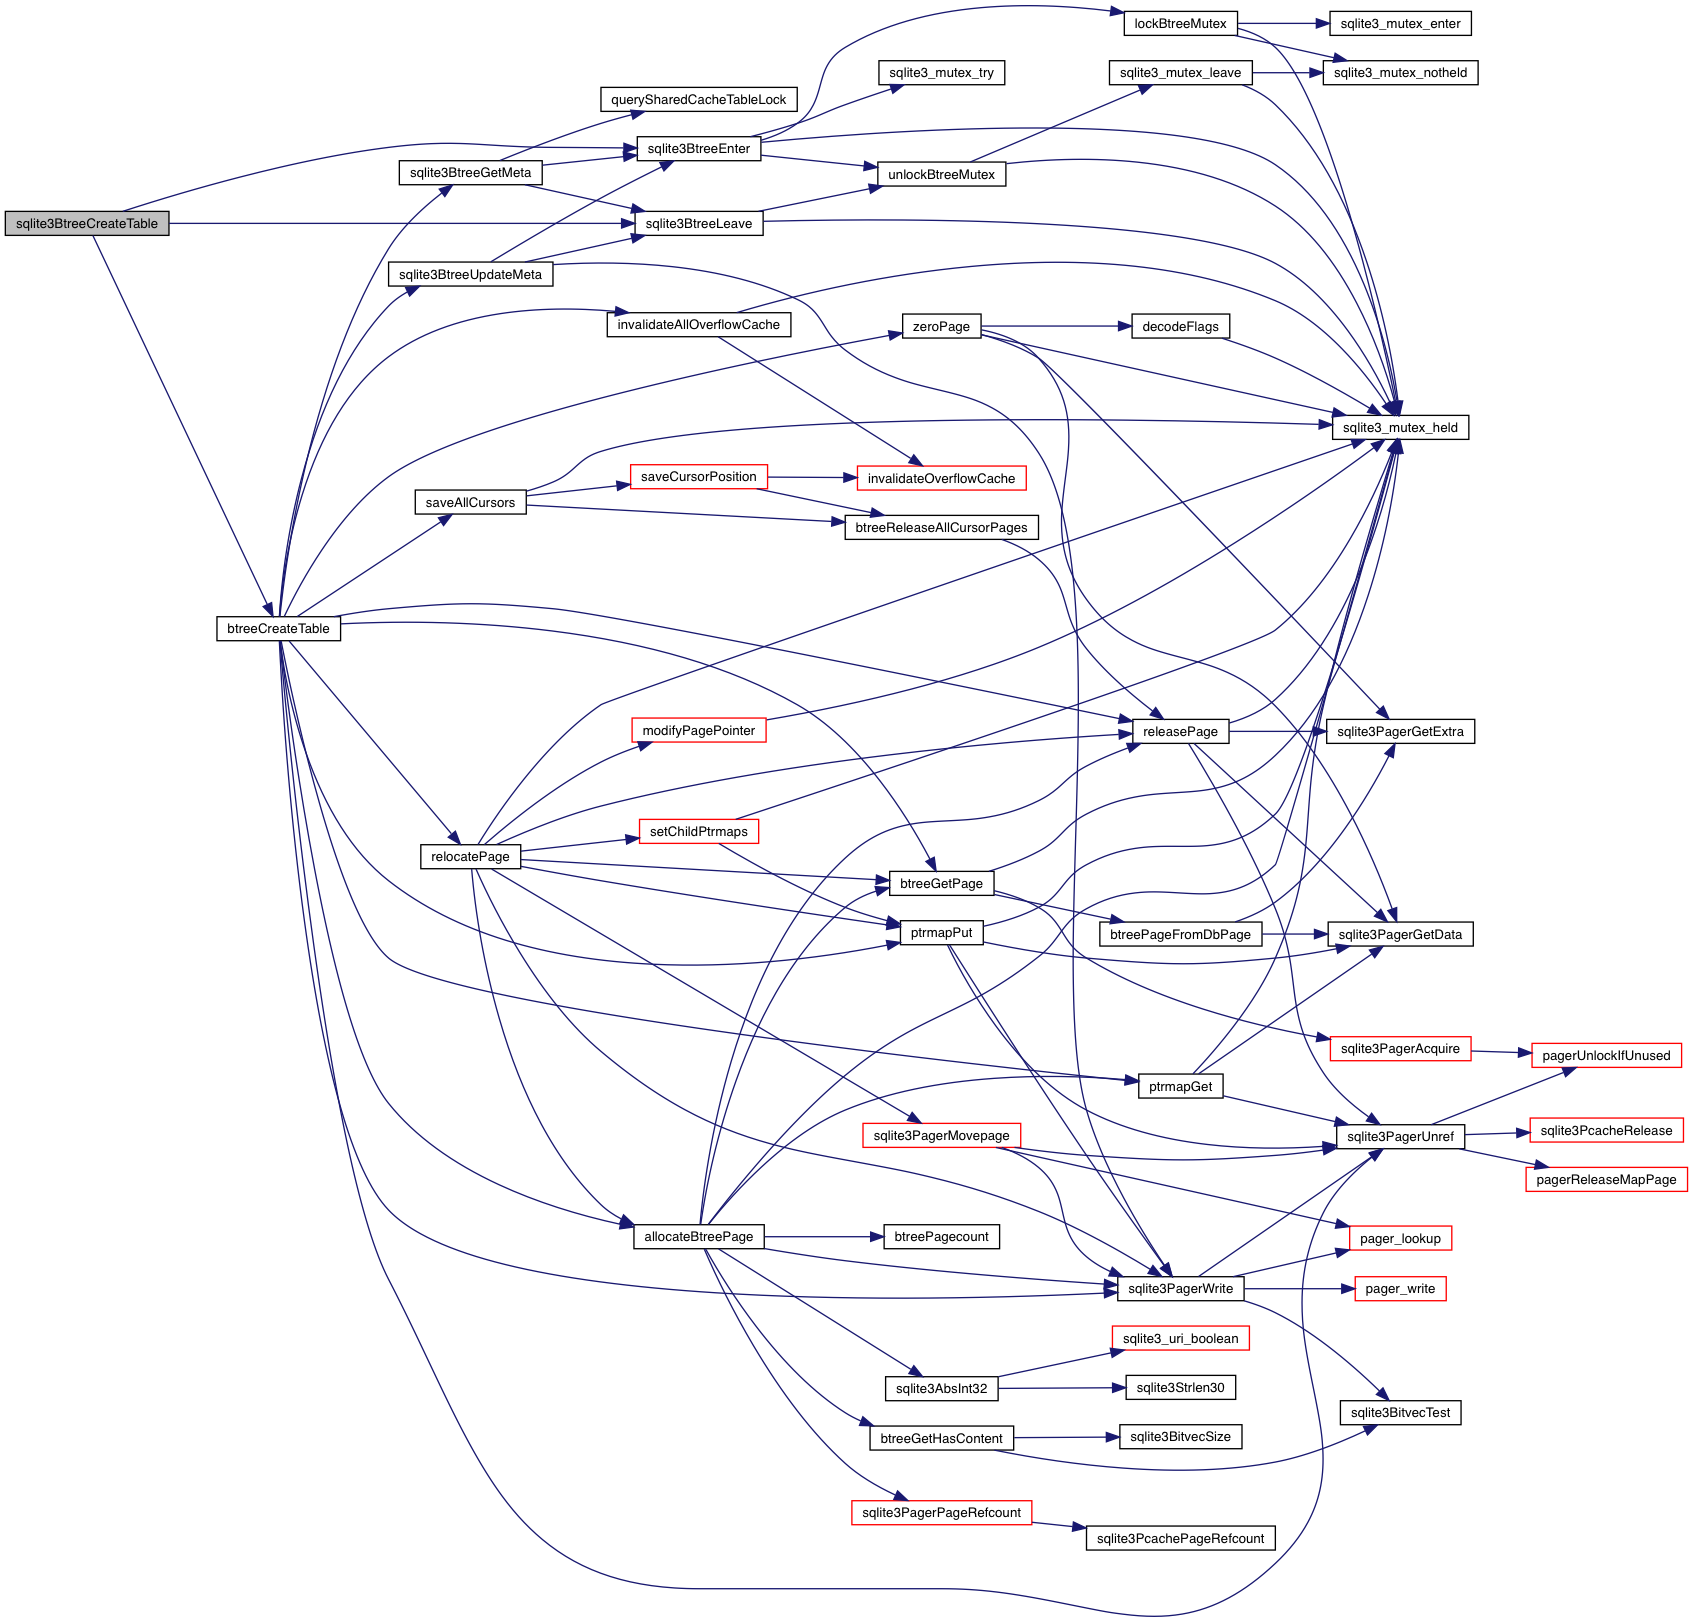 lockBtreeMutex
sqlite3_mutex_enter
sqlite3_mutex_try
sqlite3_mutex_leave
sqlite3_mutex_notheld
querySharedCacheTableLock
sqlite3BtreeEnter
sqlite3BtreeGetMeta
unlockBtreeMutex
sqlite3BtreeCreateTable
sqlite3BtreeLeave
sqlite3BtreeUpdateMeta
invalidateAllOverflowCache
zeroPage
decodeFlags
sqlite3_mutex_held
saveCursorPosition
invalidateOverflowCache
saveAllCursors
btreeReleaseAllCursorPages
btreeCreateTable
modifyPagePointer
releasePage
sqlite3PagerGetExtra
setChildPtrmaps
relocatePage
btreeGetPage
ptrmapPut
btreePageFromDbPage
sqlite3PagerGetData
sqlite3PagerAcquire
pagerUnlockIfUnused
ptrmapGet
sqlite3PagerMovepage
sqlite3PagerUnref
sqlite3PcacheRelease
pagerReleaseMapPage
allocateBtreePage
btreePagecount
pager_lookup
sqlite3PagerWrite
pager_write
sqlite3_uri_boolean
sqlite3AbsInt32
sqlite3Strlen30
sqlite3BitvecTest
btreeGetHasContent
sqlite3BitvecSize
sqlite3PagerPageRefcount
sqlite3PcachePageRefcount